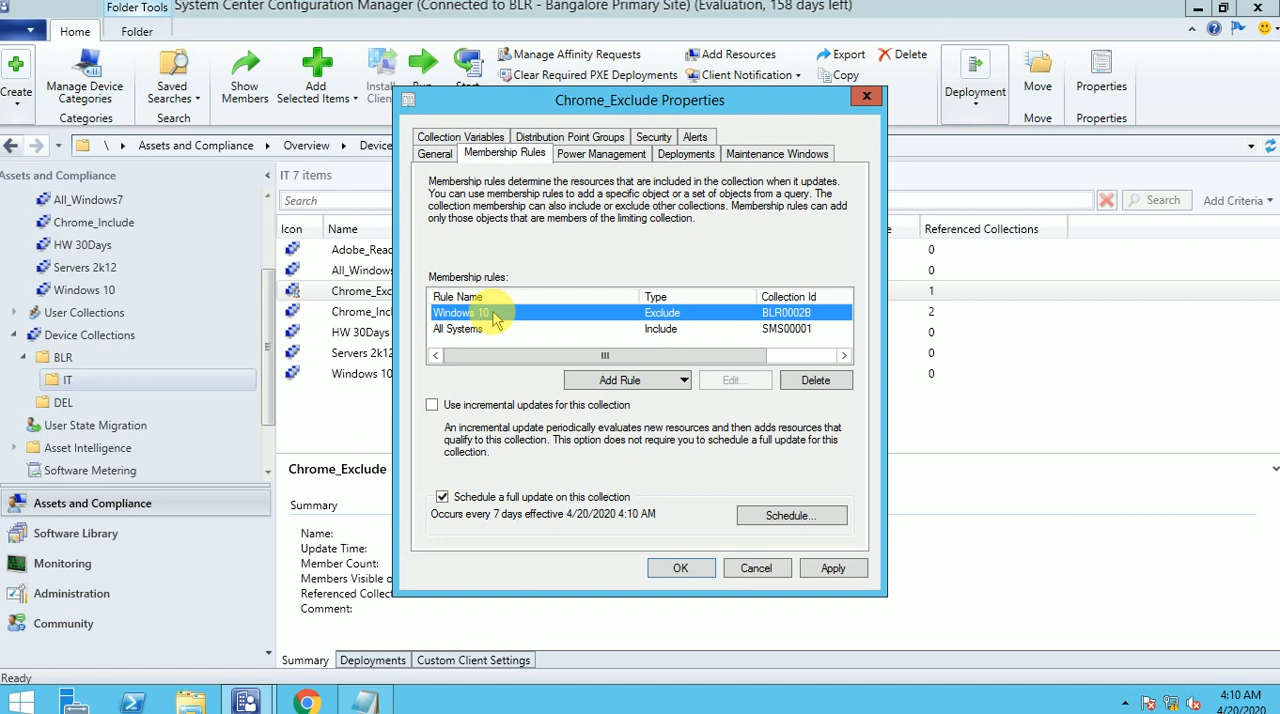 Folder Tools
System Center Configuration Manager (Connected to BLR - Bangalore Primary Site) (Evaluation, 158 days left)
Home
Folder
Create
Manage Device
Categories
Categories
Saved
Searches
Search
Show
Members
Add
Selected Items
Install
Start
Manage Affinity Requests
Clear Required PXE Deployments
Add Resources
Client Notification
Export
Copy
Delete
Deployment
Move
Move
Properties
Properties
\ Assets and Compliance
Overview
Assets and Compliance
All_Windows7
Chrome_Include
HW 30Days
Servers 2k12
Windows 10
User Collections
Device Collections
BLR
IT
DEL
User State Migration
Asset Intelligence
Software Metering
Assets and Compliance
Software Library
Monitoring
Administration
Community
Ready
IT 7 items
Search
Search
Add Criteria
Icon
Name
Referenced Collections
0
All_Windows
0
1
2
HW 30Days
0
Servers 2k12
0
Windows 10
0
Chrome_Exclude Properties
Collection Variables
Distribution Point Groups
Security
Alerts
General
Membership Rules
Power Management
Deployments
Maintenance Windows
Membership rules determine the resources that are included in the collection when it updates.
You can use membership rules to add a specific object or a set of objects from a query. The
collection membership can also include or exclude other collections. Membership rules can add
only those objects that are members of the limiting collection.
Membership rules:
Rule Name
Type
Collection Id
Windows 10
Exclude
BLR0002B
All Systems
Include
SMS00001
Add Rule
Edit...
Delete
Use incremental updates for this collection
An incremental update periodically evaluates new resources and then adds resources that
qualify to this collection. This option does not require you to schedule a full update for this
collection.
Schedule a full update on this collection
Occurs every 7 days effective 4/20/2020 4:10 AM
Schedule...
OK
Cancel
Apply
Chrome_Exclude
Summary
Name:
Update Time:
Member Count:
Members Visible
Referenced
Comment:
Summary
Deployments
Custom Client Settings
4:10 AM
4/20/2020